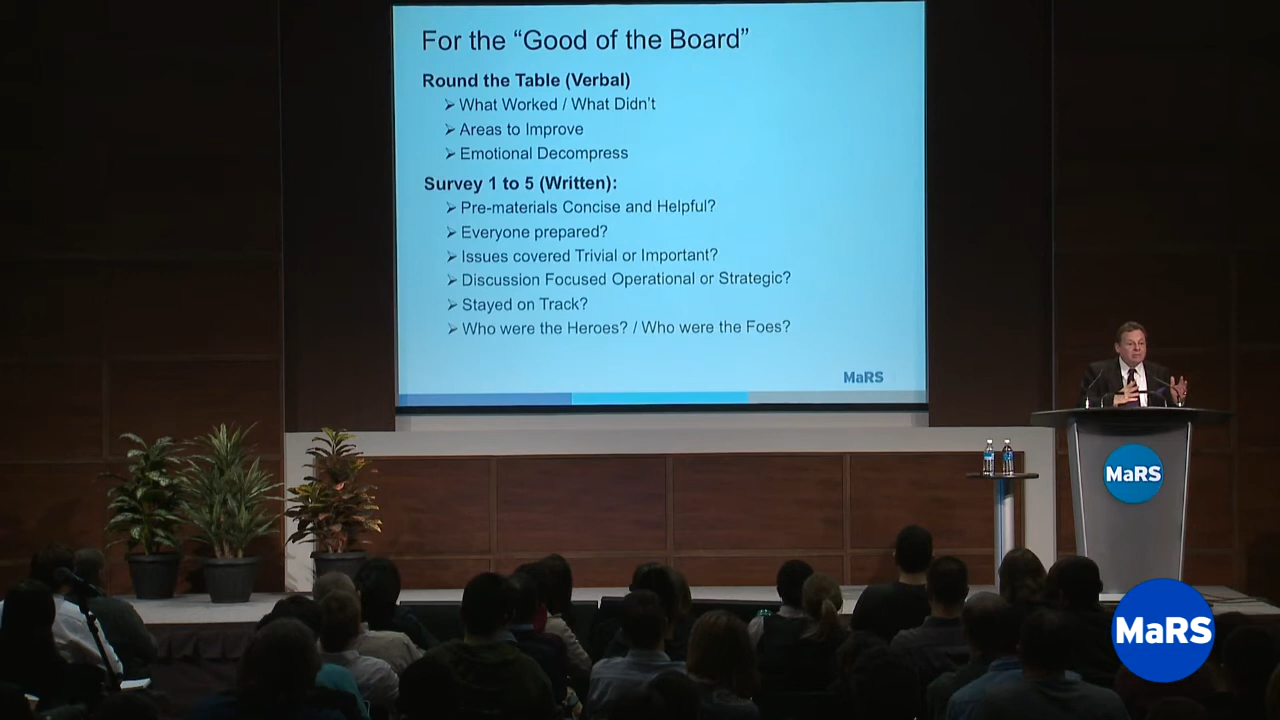 For the “Good of the Board”
Round the Table (Verbal)
➢ What Worked / What Didn’t
➢ Areas to Improve
➢ Emotional Decompress
Survey 1 to 5 (Written):
➢ Pre-materials Concise and Helpful?
➢ Everyone prepared?
➢ Issues covered Trivial or Important?
➢ Discussion Focused Operational or Strategic?
➢ Stayed on Track?
➢ Who were the Heroes? / Who were the Foes?
MaRS
MaRS
MaRS